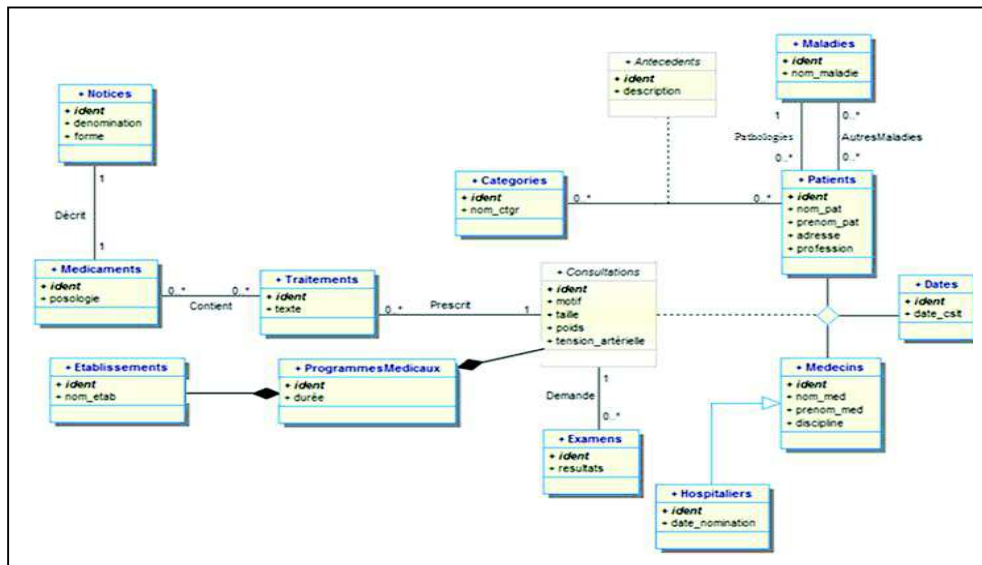 + Maladies
+ ident
+ nom_maladie
+ Antecedents
+ ident
+ description
+ Notices
+ ident
+ denomination
+ forme
1
0..*
Pathologies
AutresMaladies
0..*
0..*
+ Categories
+ ident
+ nom_ctgr
0..*
0..*
+ Patients
+ ident
+ nom_pat
+ prenom_pat
+ adresse
+ profession
1
Décrit
1
+ Medicaments
+ ident
+ posologie
0..*
0..*
Contient
+ Traitements
+ ident
+ texte
Prescrit
0..*
1
+ Consultations
+ ident
+ motif
+ taille
+ poids
+ tension_artérielle
+ Dates
+ ident
+ date_cslt
+ Etablissements
+ ident
+ nom_etab
+ ProgrammesMedicaux
+ ident
+ durée
1
Demande
0..*
+ Medecins
+ ident
+ nom_med
+ prenom_med
+ discipline
+ Examens
+ ident
+ resultats
+ Hospitaliers
+ ident
+ date_nomination